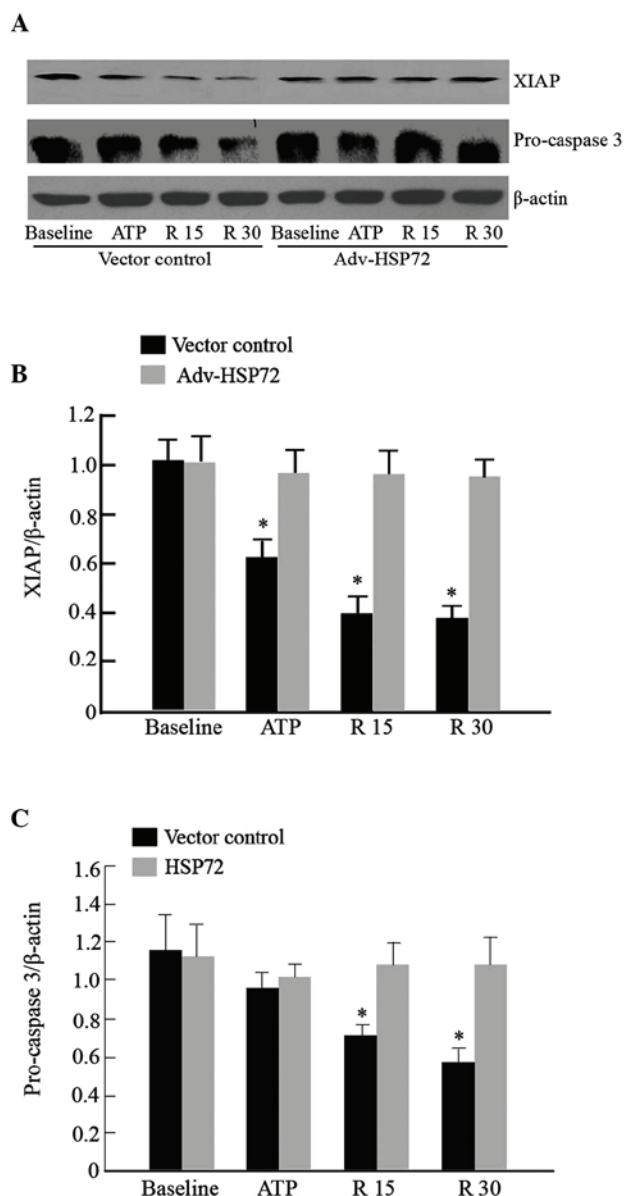 A
XIAP
Pro-caspase 3
β-actin
Baseline ATP R 15 R 30 Baseline ATP R 15 R 30
Vector control Adv-HSP72
B
Vector control
Adv-HSP72
XIAP/β-actin
1.2
1.0
0.8
0.6
0.4
0.2
0
*
*
*
Baseline ATP R 15 R 30
C
Vector control
HSP72
Pro-caspase 3/β-actin
1.6
1.4
1.2
1.0
0.8
0.6
0.4
0.2
0
*
*
Baseline ATP R 15 R 30